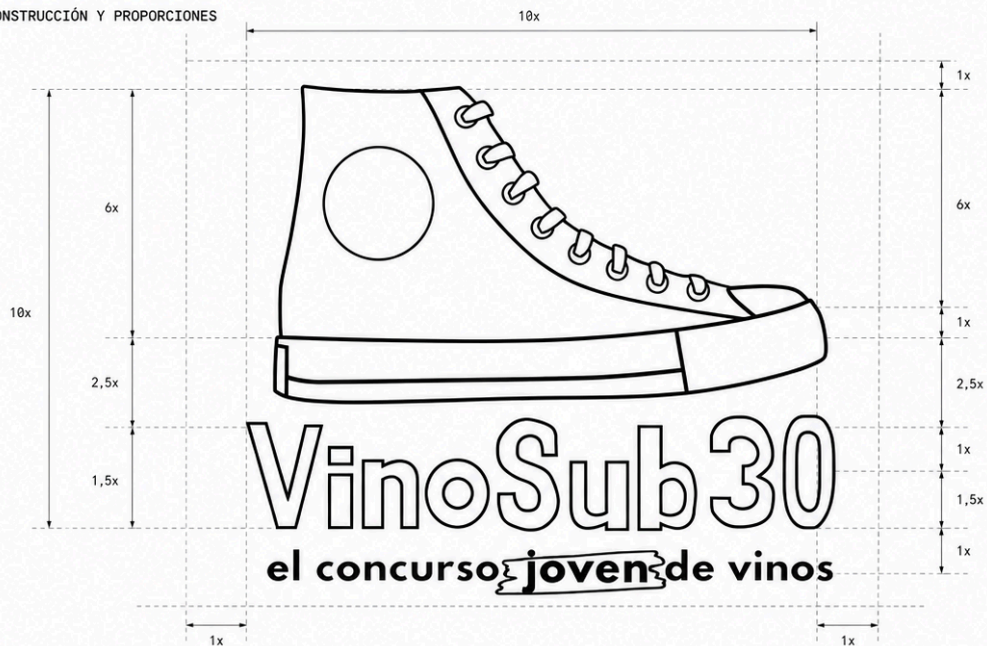 ONSTRUCCIÓN Y PROPORCIONES
10x
1x
6x
6x
10x
1x
2,5x
2,5x
VinoSub30
1x
1,5x
1,5x
el concurso joven de vinos
1x
1x
1x